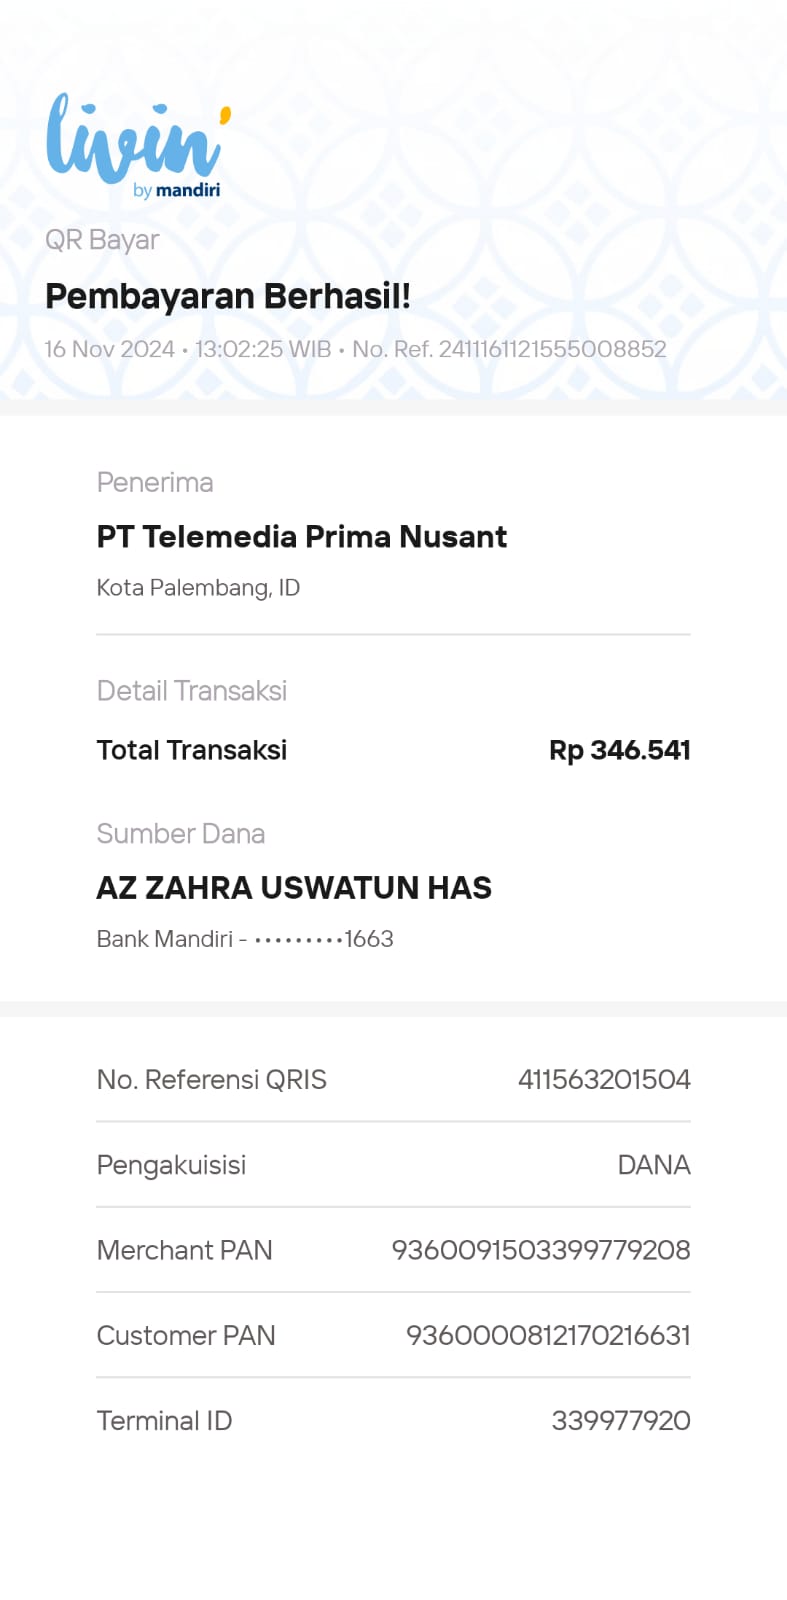 livin'
by mandiri
QR Bayar
Pembayaran Berhasil!
16 Nov 2024 • 13:02:25 WIB • No. Ref. 2411161121555008852
Penerima
PT Telemedia Prima Nusant
Kota Palembang, ID
Detail Transaksi
Total Transaksi Rp 346.541
Sumber Dana
AZ ZAHRA USWATUN HAS
Bank Mandiri - •••••••••1663
No. Referensi QRIS 411563201504
Pengakuisisi DANA
Merchant PAN 9360091503399779208
Customer PAN 9360000812170216631
Terminal ID 339977920